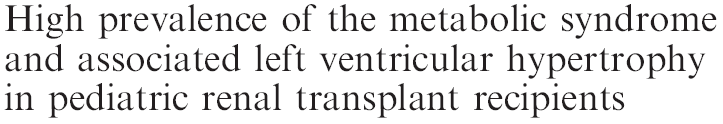 High prevalence of the metabolic syndrome
and associated left ventricular hypertrophy
in pediatric renal transplant recipients